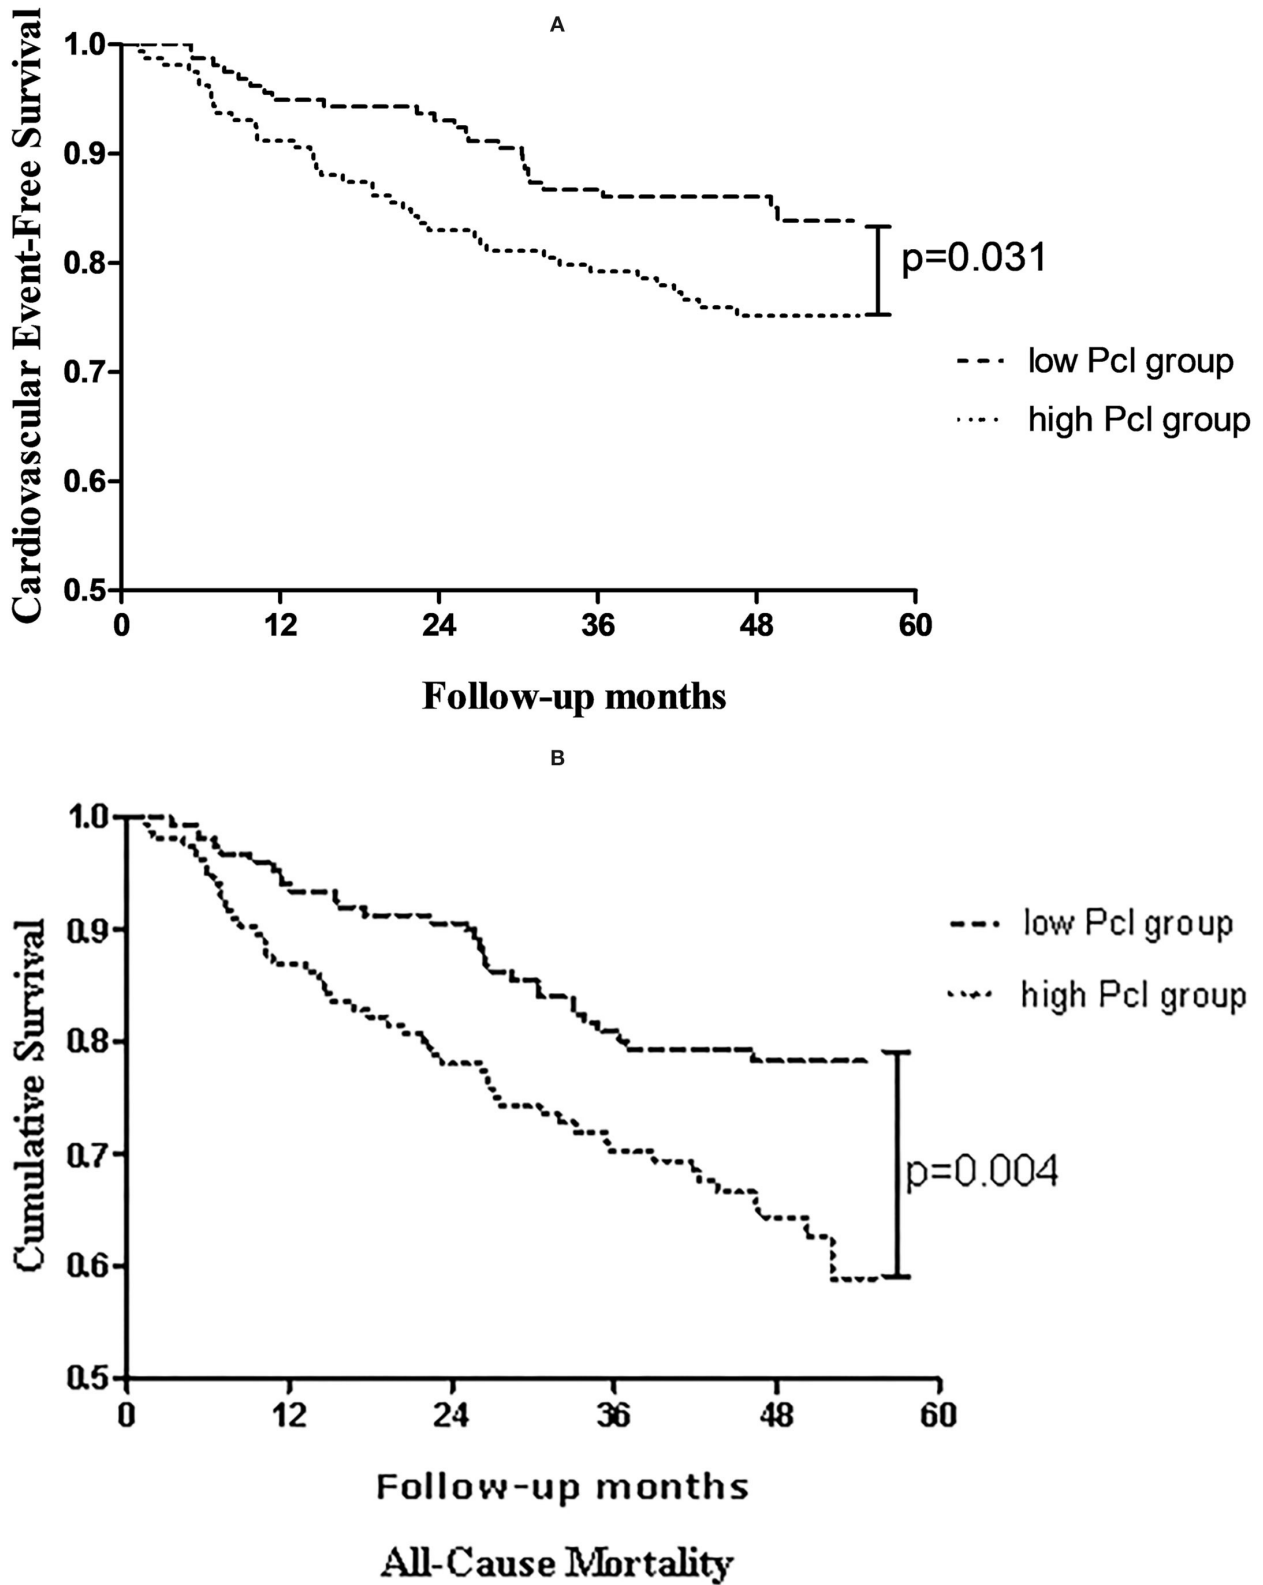 A
Cardiovascular Event-Free Survival
1.0
0.9
0.8
0.7
0.6
0.5
p=0.031
low Pcl group
high Pcl group
0 12 24 36 48 60
Follow-up months
B
Cumulative Survival
1.0
0.9
0.8
0.7
0.6
0.5
low Pcl group
high Pcl group
p=0.004
0 12 24 36 48 60
Follow-up months
All-Cause Mortality